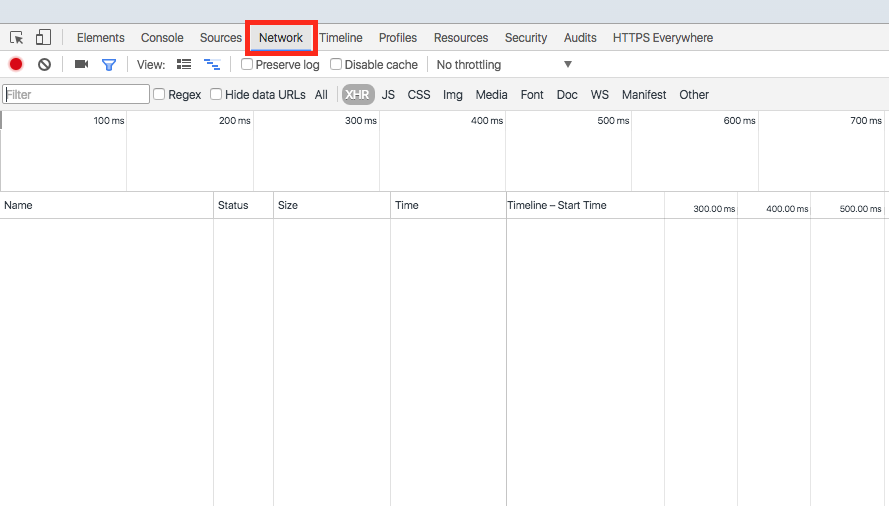 Elements Console Sources Network Timeline Profiles Resources Security Audits HTTPS Everywhere
View: Preserve log Disable cache No throttling
Filter Regex Hide data URLs All XHR JS CSS Img Media Font Doc WS Manifest Other
100 ms 200 ms 300 ms 400 ms 500 ms 600 ms 700 ms
Name Status Size Time Timeline – Start Time 300.00 ms 400.00 ms 500.00 ms